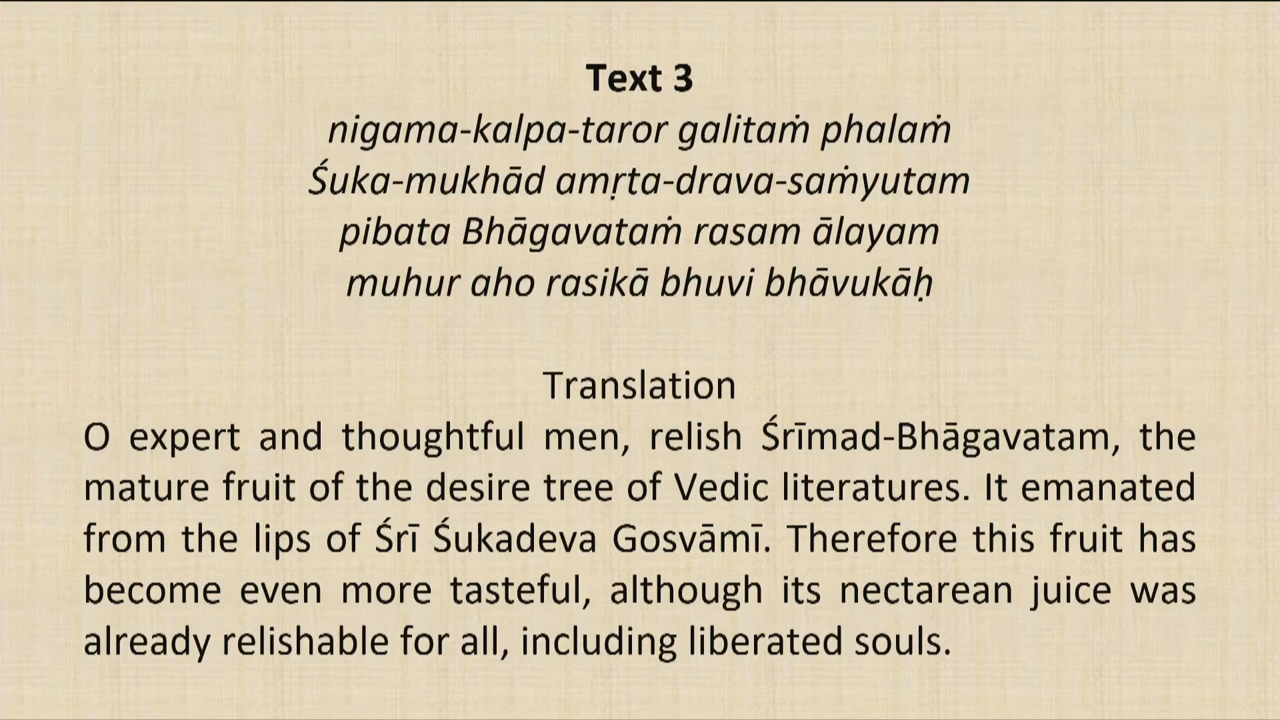 Text 3
nigama-kalpa-taror galitaṁ phalaṁ
Śuka-mukhād amṛta-drava-saṁyutam
pibata Bhāgavataṁ rasam ālayam
muhur aho rasikā bhuvi bhāvukāḥ
Translation
O expert and thoughtful men, relish Śrīmad-Bhāgavatam, the
mature fruit of the desire tree of Vedic literatures. It emanated
from the lips of Śrī Śukadeva Gosvāmī. Therefore this fruit has
become even more tasteful, although its nectarean juice was
already relishable for all, including liberated souls.